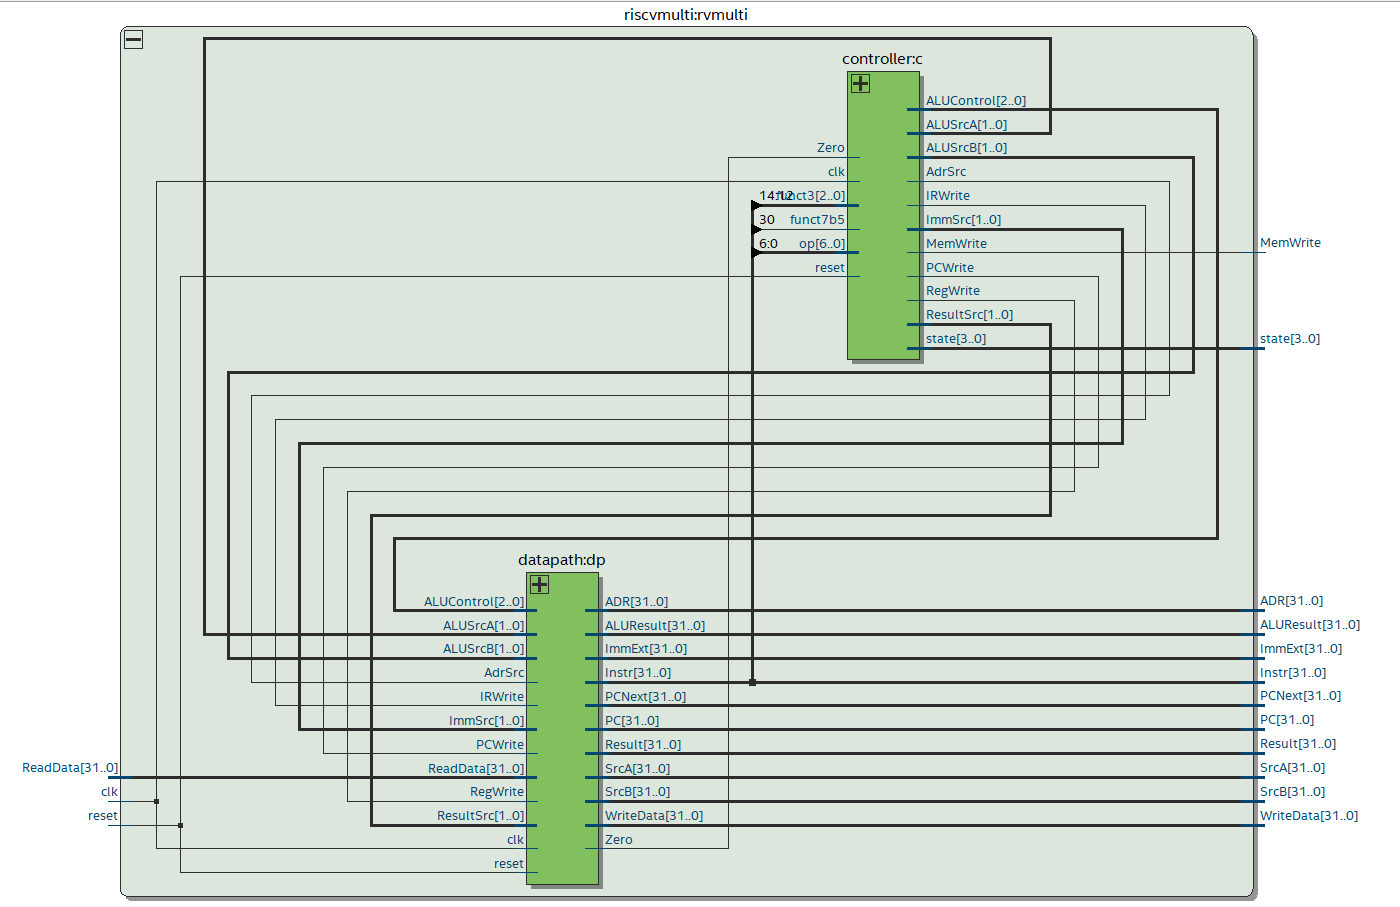 riscvmulti:rvmulti
controller:c
ALUControl[2..0]
ALUSrcA[1..0]
Zero
ALUSrcB[1..0]
clk
AdrSrc
14:12
funct3[2..0]
IRWrite
30
funct7b5
ImmSrc[1..0]
6:0
op[6..0]
MemWrite
MemWrite
reset
PCWrite
RegWrite
ResultSrc[1..0]
state[3..0]
state[3..0]
datapath:dp
ALUControl[2..0]
ADR[31..0]
ADR[31..0]
ALUSrcA[1..0]
ALUResult[31..0]
ALUResult[31..0]
ALUSrcB[1..0]
ImmExt[31..0]
ImmExt[31..0]
AdrSrc
Instr[31..0]
Instr[31..0]
IRWrite
PCNext[31..0]
PCNext[31..0]
ImmSrc[1..0]
PC[31..0]
PC[31..0]
PCWrite
Result[31..0]
Result[31..0]
ReadData[31..0]
ReadData[31..0]
SrcA[31..0]
SrcA[31..0]
clk
RegWrite
SrcB[31..0]
SrcB[31..0]
reset
ResultSrc[1..0]
WriteData[31..0]
WriteData[31..0]
clk
Zero
reset